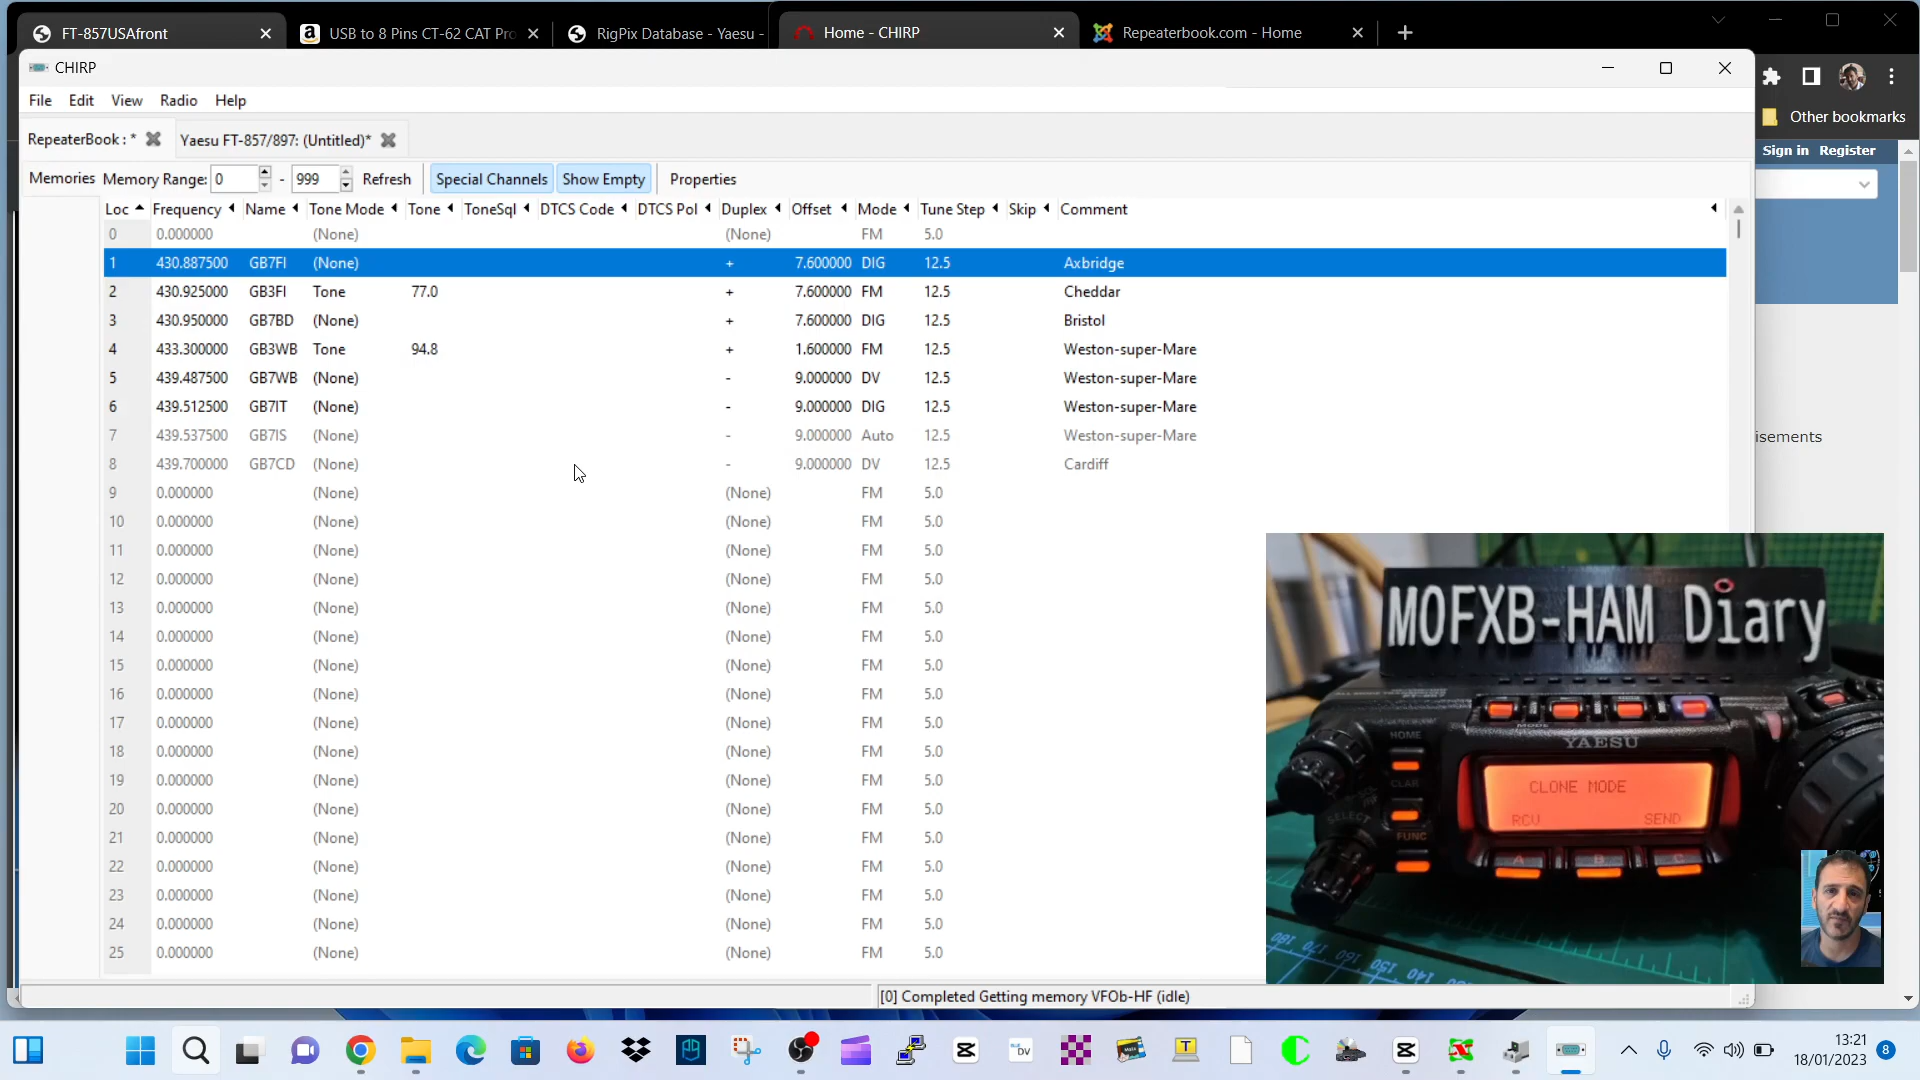 FT-857USAfront
USB to 8 Pins CT-62 CAT Pro
RigPix Database - Yaesu -
Home - CHIRP
Repeaterbook.com - Home
CHIRP
File Edit View Radio Help
Other bookmarks
RepeaterBook : *
Yaesu FT-857/897: (Untitled)*
Sign in Register
Memories Memory Range: 0 - 999 Refresh Special Channels Show Empty Properties
Loc Frequency Name Tone Mode Tone ToneSql DTCS Code DTCS Pol Duplex Offset Mode Tune Step Skip Comment
0 0.000000 (None) (None) FM 5.0
1 430.887500 GB7FI (None) + 7.600000 DIG 12.5 Axbridge
2 430.925000 GB3FI Tone 77.0 + 7.600000 FM 12.5 Cheddar
3 430.950000 GB7BD (None) + 7.600000 DIG 12.5 Bristol
4 433.300000 GB3WB Tone 94.8 + 1.600000 FM 12.5 Weston-super-Mare
5 439.487500 GB7WB (None) - 9.000000 DV 12.5 Weston-super-Mare
6 439.512500 GB7IT (None) - 9.000000 DIG 12.5 Weston-super-Mare
7 439.537500 GB7IS (None) - 9.000000 Auto 12.5 Weston-super-Mare
isements
8 439.700000 GB7CD (None) - 9.000000 DV 12.5 Cardiff
9 0.000000 (None) (None) FM 5.0
10 0.000000 (None) (None) FM 5.0
11 0.000000 (None) (None) FM 5.0
12 0.000000 (None) (None) FM 5.0
13 0.000000 (None) (None) FM 5.0
14 0.000000 (None) (None) FM 5.0
15 0.000000 (None) (None) FM 5.0
16 0.000000 (None) (None) FM 5.0
17 0.000000 (None) (None) FM 5.0
18 0.000000 (None) (None) FM 5.0
19 0.000000 (None) (None) FM 5.0
20 0.000000 (None) (None) FM 5.0
21 0.000000 (None) (None) FM 5.0
22 0.000000 (None) (None) FM 5.0
23 0.000000 (None) (None) FM 5.0
24 0.000000 (None) (None) FM 5.0
25 0.000000 (None) (None) FM 5.0
M0FXB-HAM Diary
MODE
HOME
YAESU
CLAR
CLONE MODE
SELECT
RCV SEND
FUNC
A B C
180 170 160 150 140
[0] Completed Getting memory VFOb-HF (idle)
DV
T
13:21
18/01/2023
8